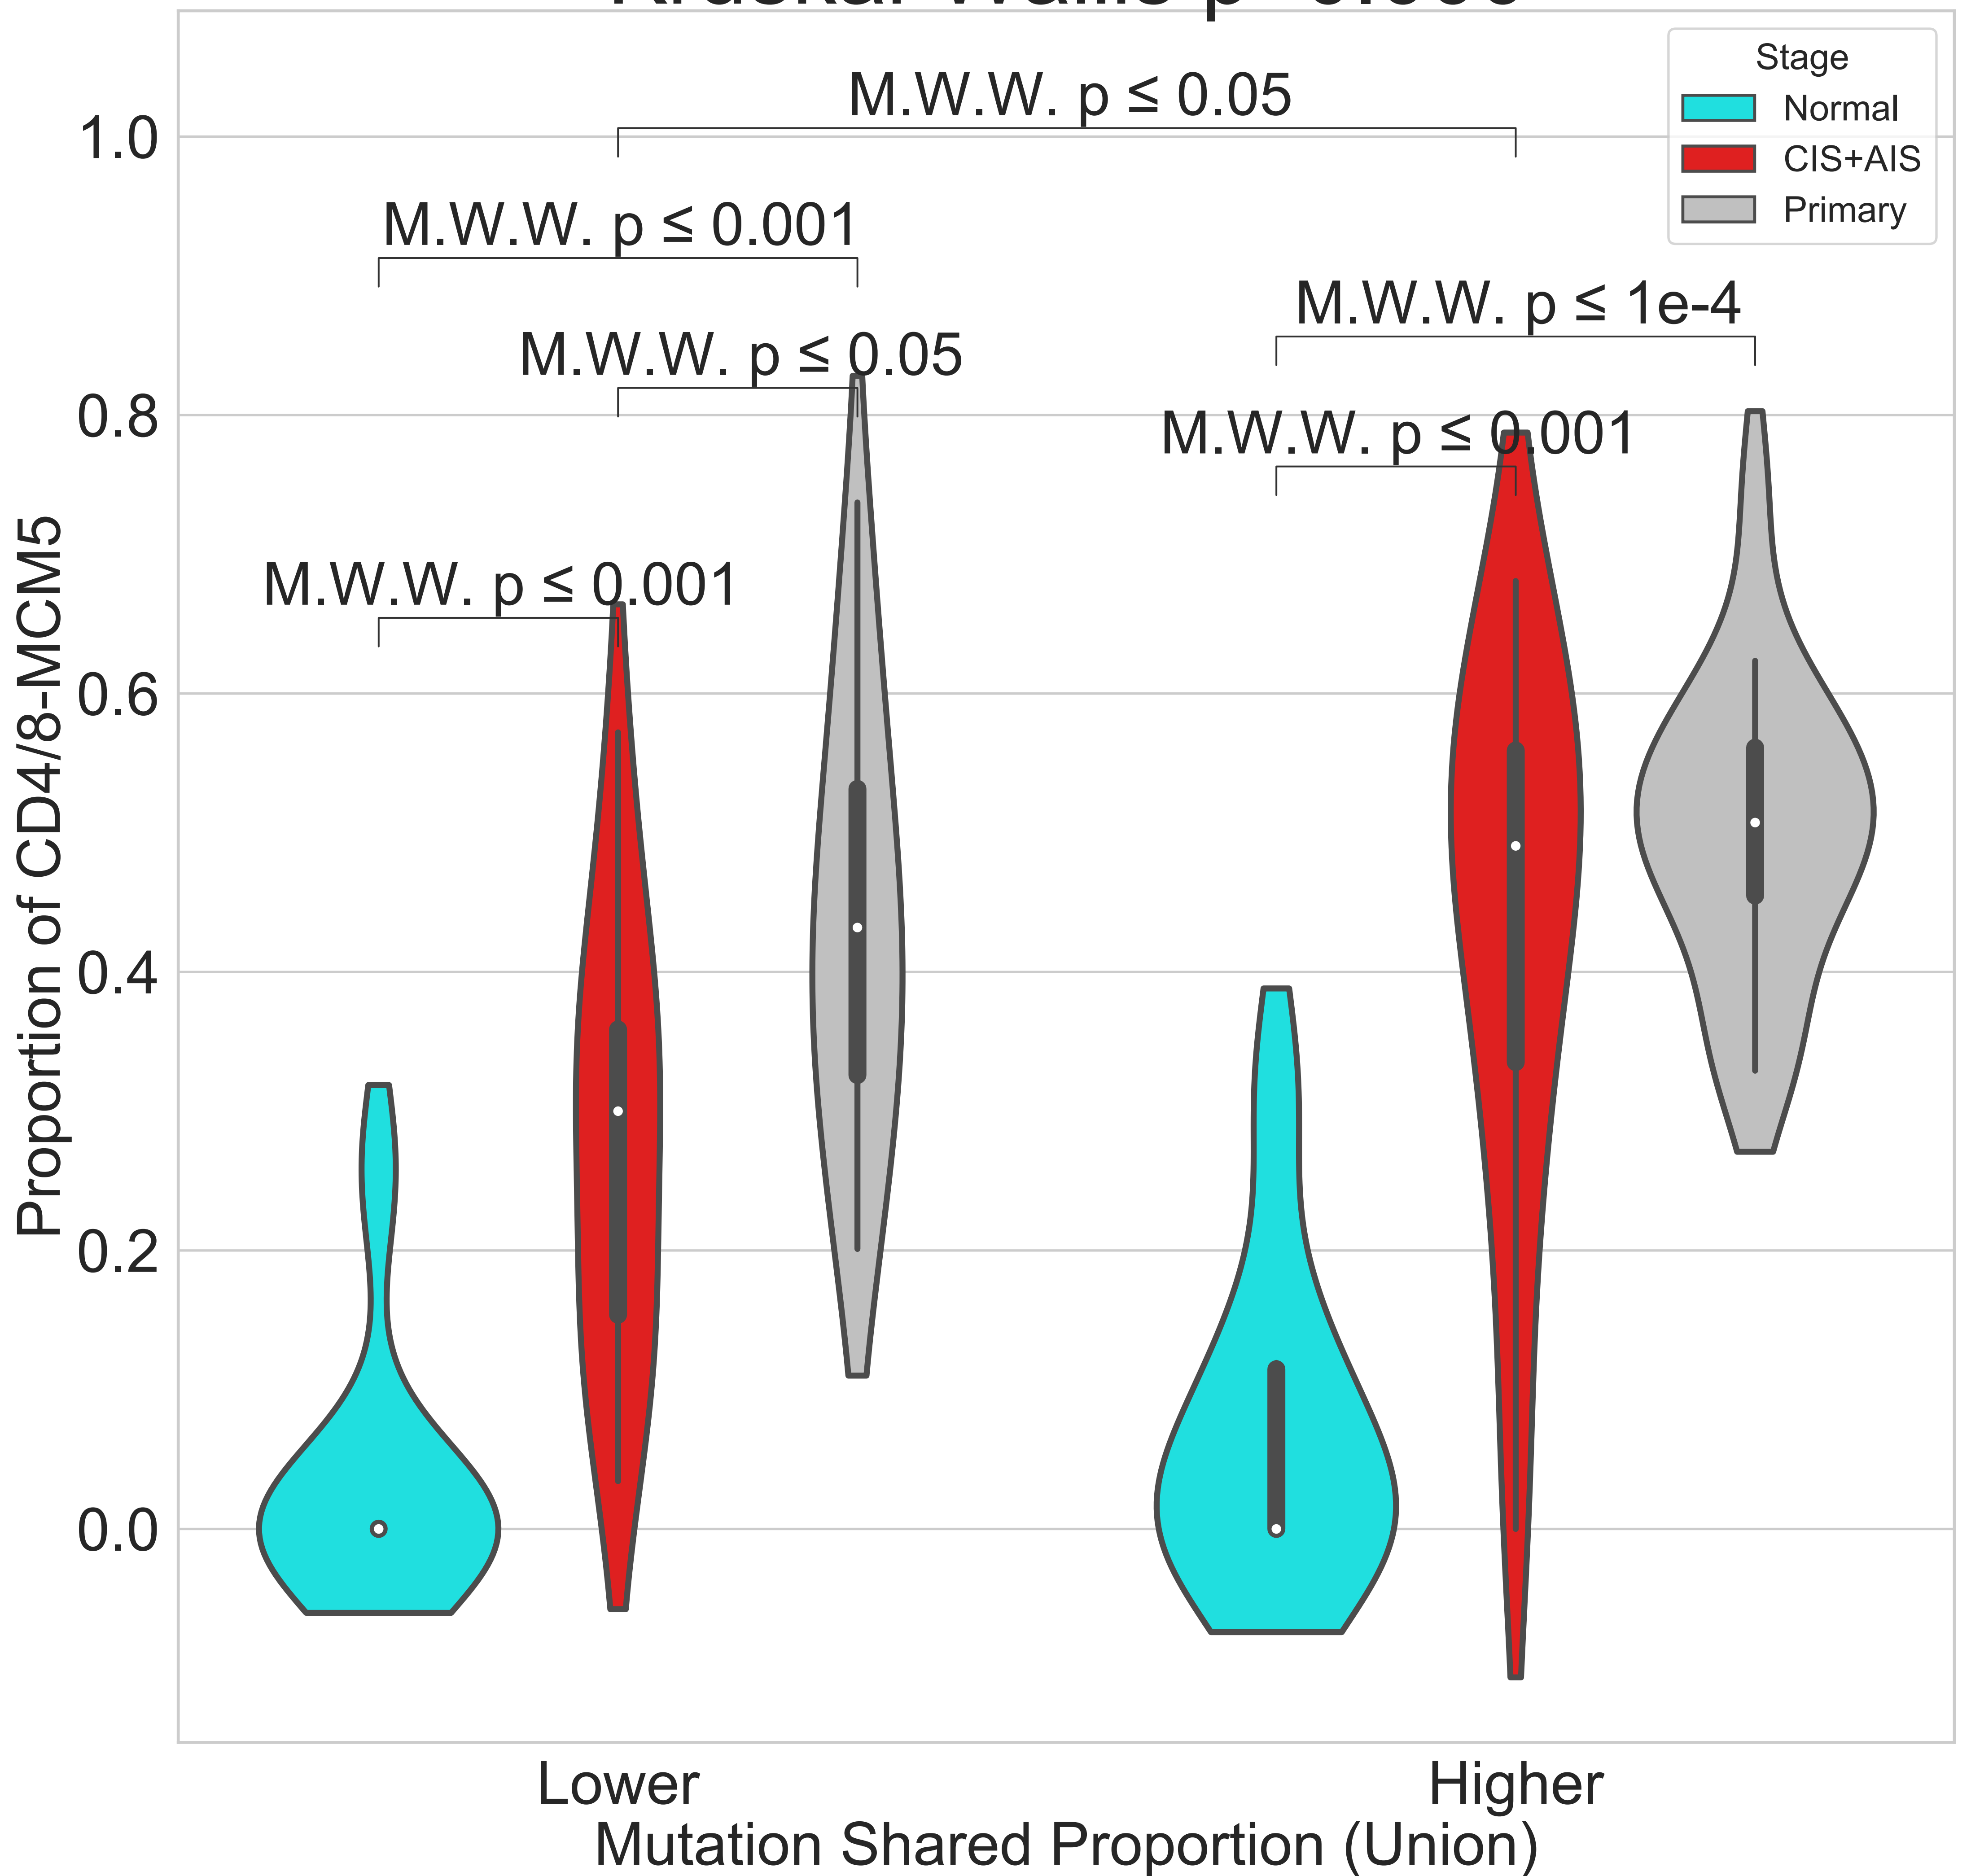 Stage
Normal
CIS+AIS
Primary
M.W.W. p ≤ 0.05
M.W.W. p ≤ 0.001
M.W.W. p ≤ 1e-4
M.W.W. p ≤ 0.05
M.W.W. p ≤ 0.001
M.W.W. p ≤ 0.001
Proportion of CD4/8-MCM5
1.0
0.8
0.6
0.4
0.2
0.0
Lower
Higher
Mutation Shared Proportion (Union)